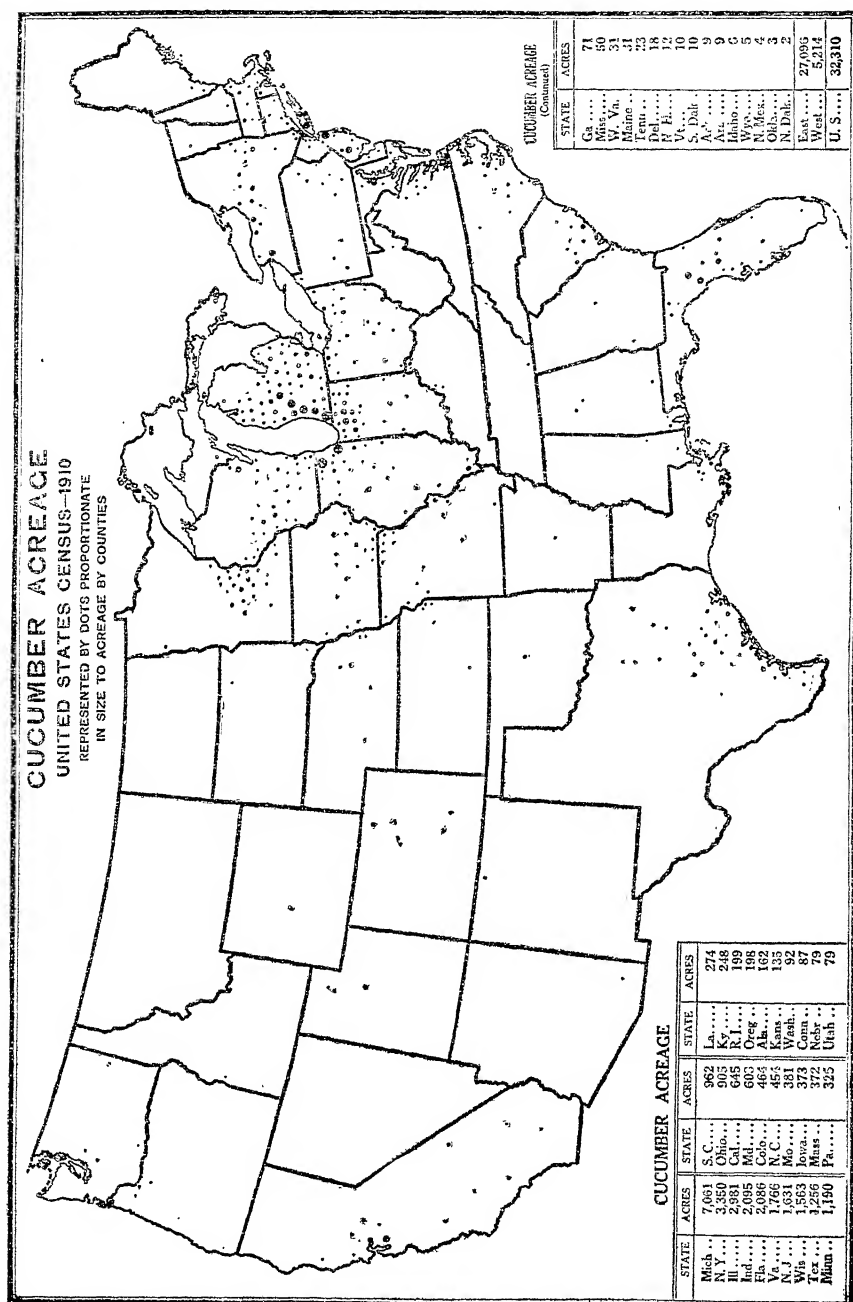 CUCUMBER ACREAGE
UNITED STATES CENSUS—1910
REPRESENTED BY DOTS PROPORTIONATE
IN SIZE TO ACREAGE BY COUNTIES
CUCUMBER ACREAGE
STATE ACRES STATE ACRES STATE ACRES
Mich .. 7,061 S. C. ... 962 La. .... 274
N. Y ... 3,350 Ohio.... 905 Ky .... 248
Ill ..... 2,981 Cal. .... 645 R. I. .... 199
Ind ..... 2,095 Md. .... 603 Oreg .. 198
Fla ..... 2,086 Colo.... 464 Ala..... 162
Va ..... 1,766 N. C. ... 454 Kans .. 135
N. J ... 1,631 Mo..... 381 Wash.. 92
Wis ... 1,563 Iowa... 373 Conn .. 87
Tex ... 1,256 Mass ... 372 Nebr .. 79
Minn .. 1,190 Pa. .... 325 Utah .. 79
CUCUMBER ACREAGE
(Continued)
STATE ACRES
Ga ..... 71
Miss.... 50
W. Va. 31
Maine.. 31
Tenn.. 23
Del.... 18
N H. .. 12
Vt. .... 10
S. Dak. 10
9
9
Idaho... 6
Wyo.... 5
N. Mex. 4
Okla.... 3
N. Dak. 2
East.... 27,096
West... 5,214
U. S..... 32,310